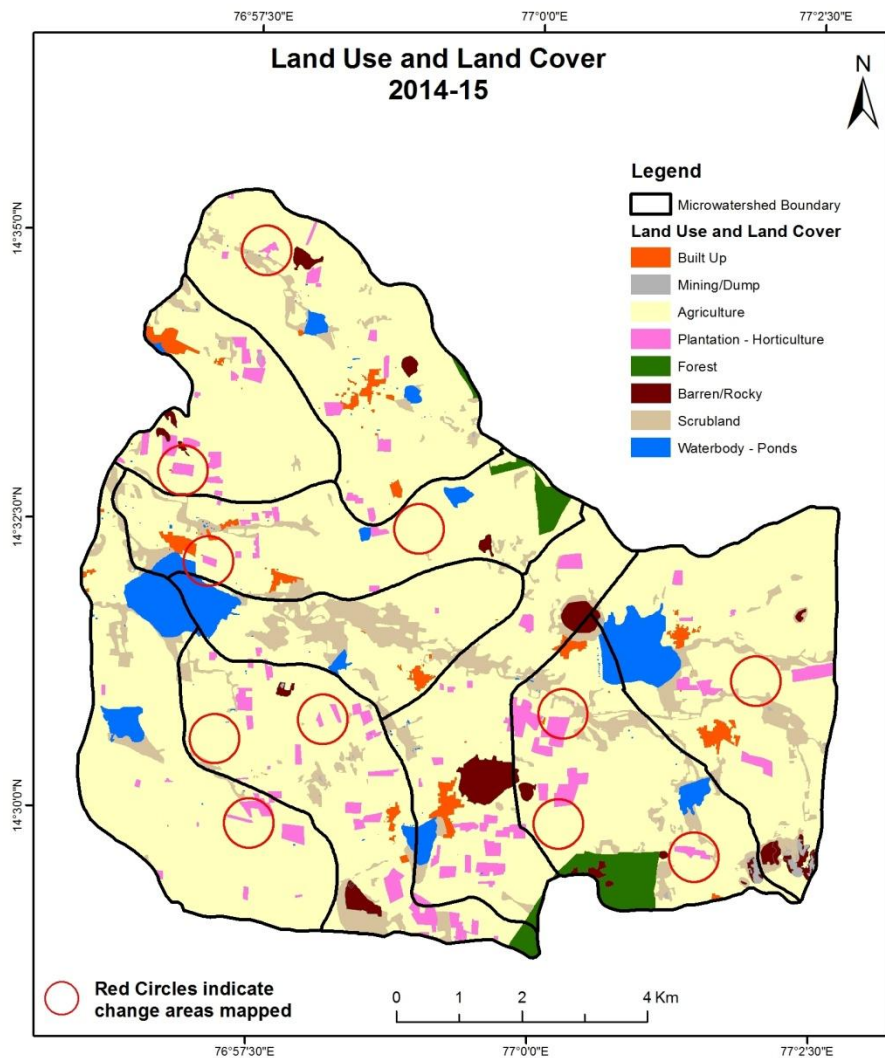 76°57'30"E
77°0'0"E
77°2'30"E
Land Use and Land Cover
2014-15
N
Legend
Microwatershed Boundary
Land Use and Land Cover
Built Up
Mining/Dump
Agriculture
Plantation - Horticulture
Forest
Barren/Rocky
Scrubland
Waterbody - Ponds
14°35'0"N
14°32'30"N
14°30'0"N
Red Circles indicate
change areas mapped
0 1 2 4 Km
76°57'30"E
77°0'0"E
77°2'30"E